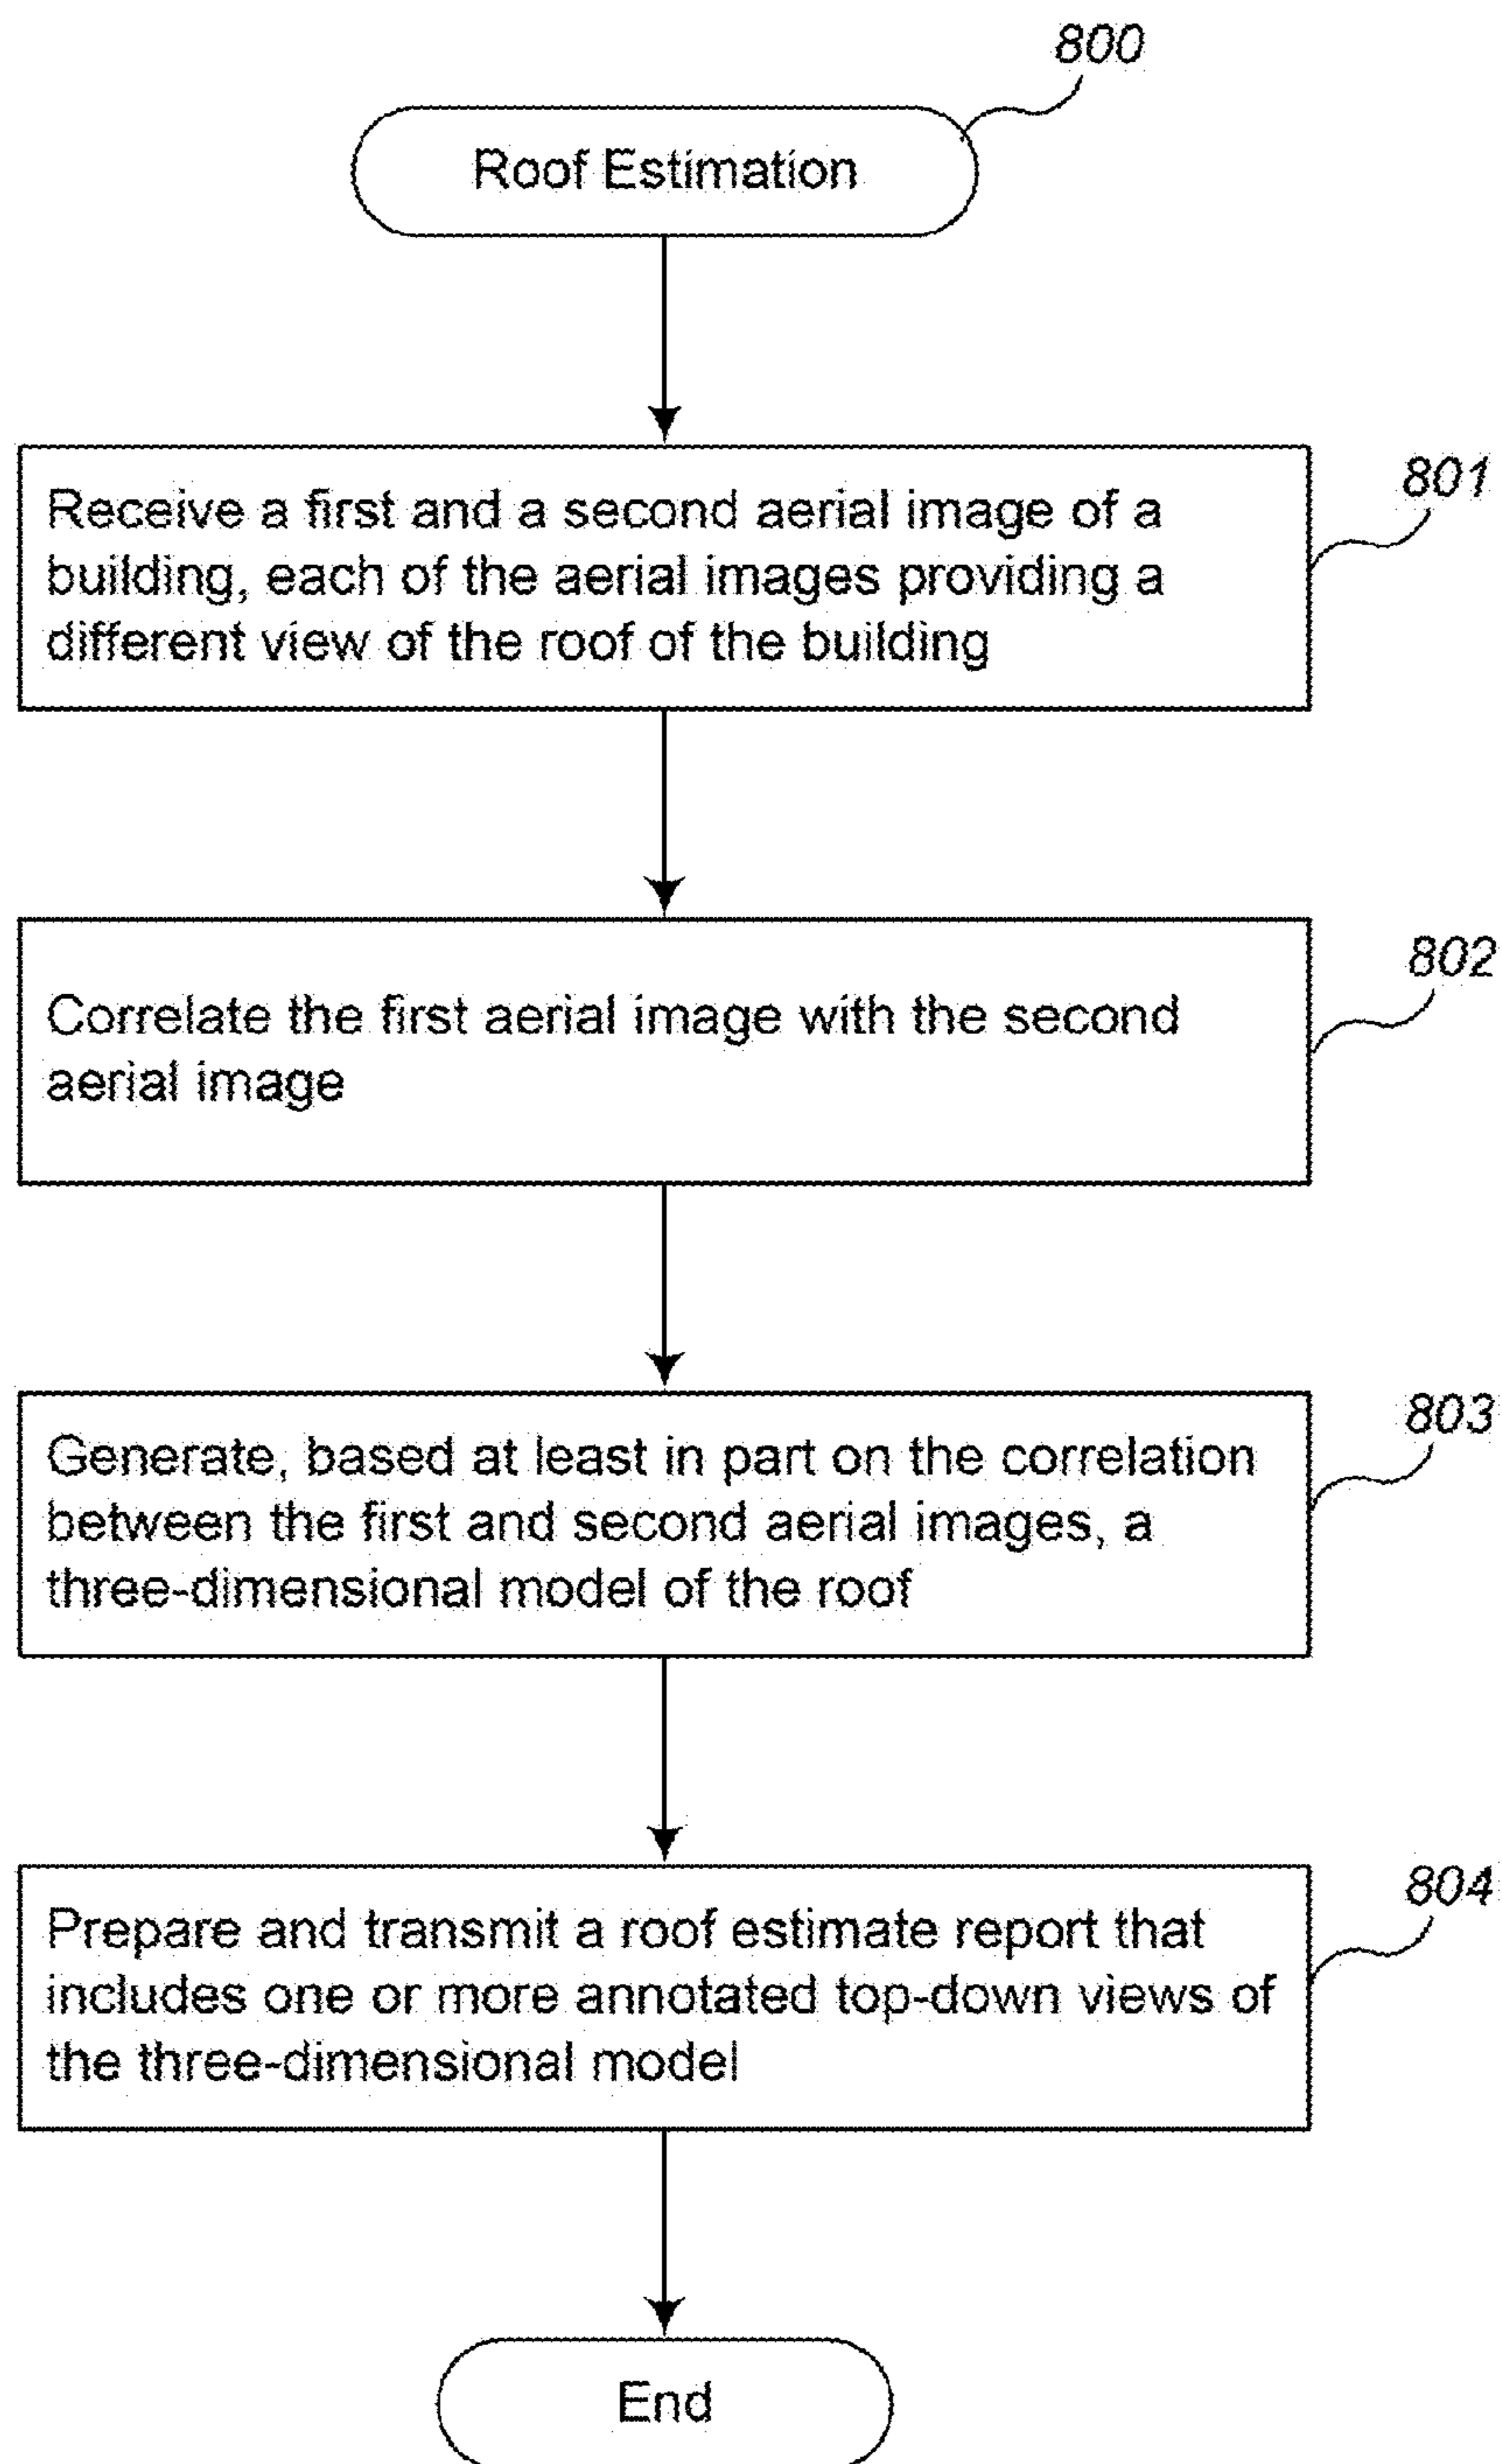 800
Roof Estimation
801
Receive a first and a second aerial image of a
building, each of the aerial images providing a
different view of the roof of the building
802
Correlate the first aerial image with the second
aerial image
803
Generate, based at least in part on the correlation
between the first and second aerial images, a
three-dimensional model of the roof
804
Prepare and transmit a roof estimate report that
includes one or more annotated top-down views of
the three-dimensional model
End